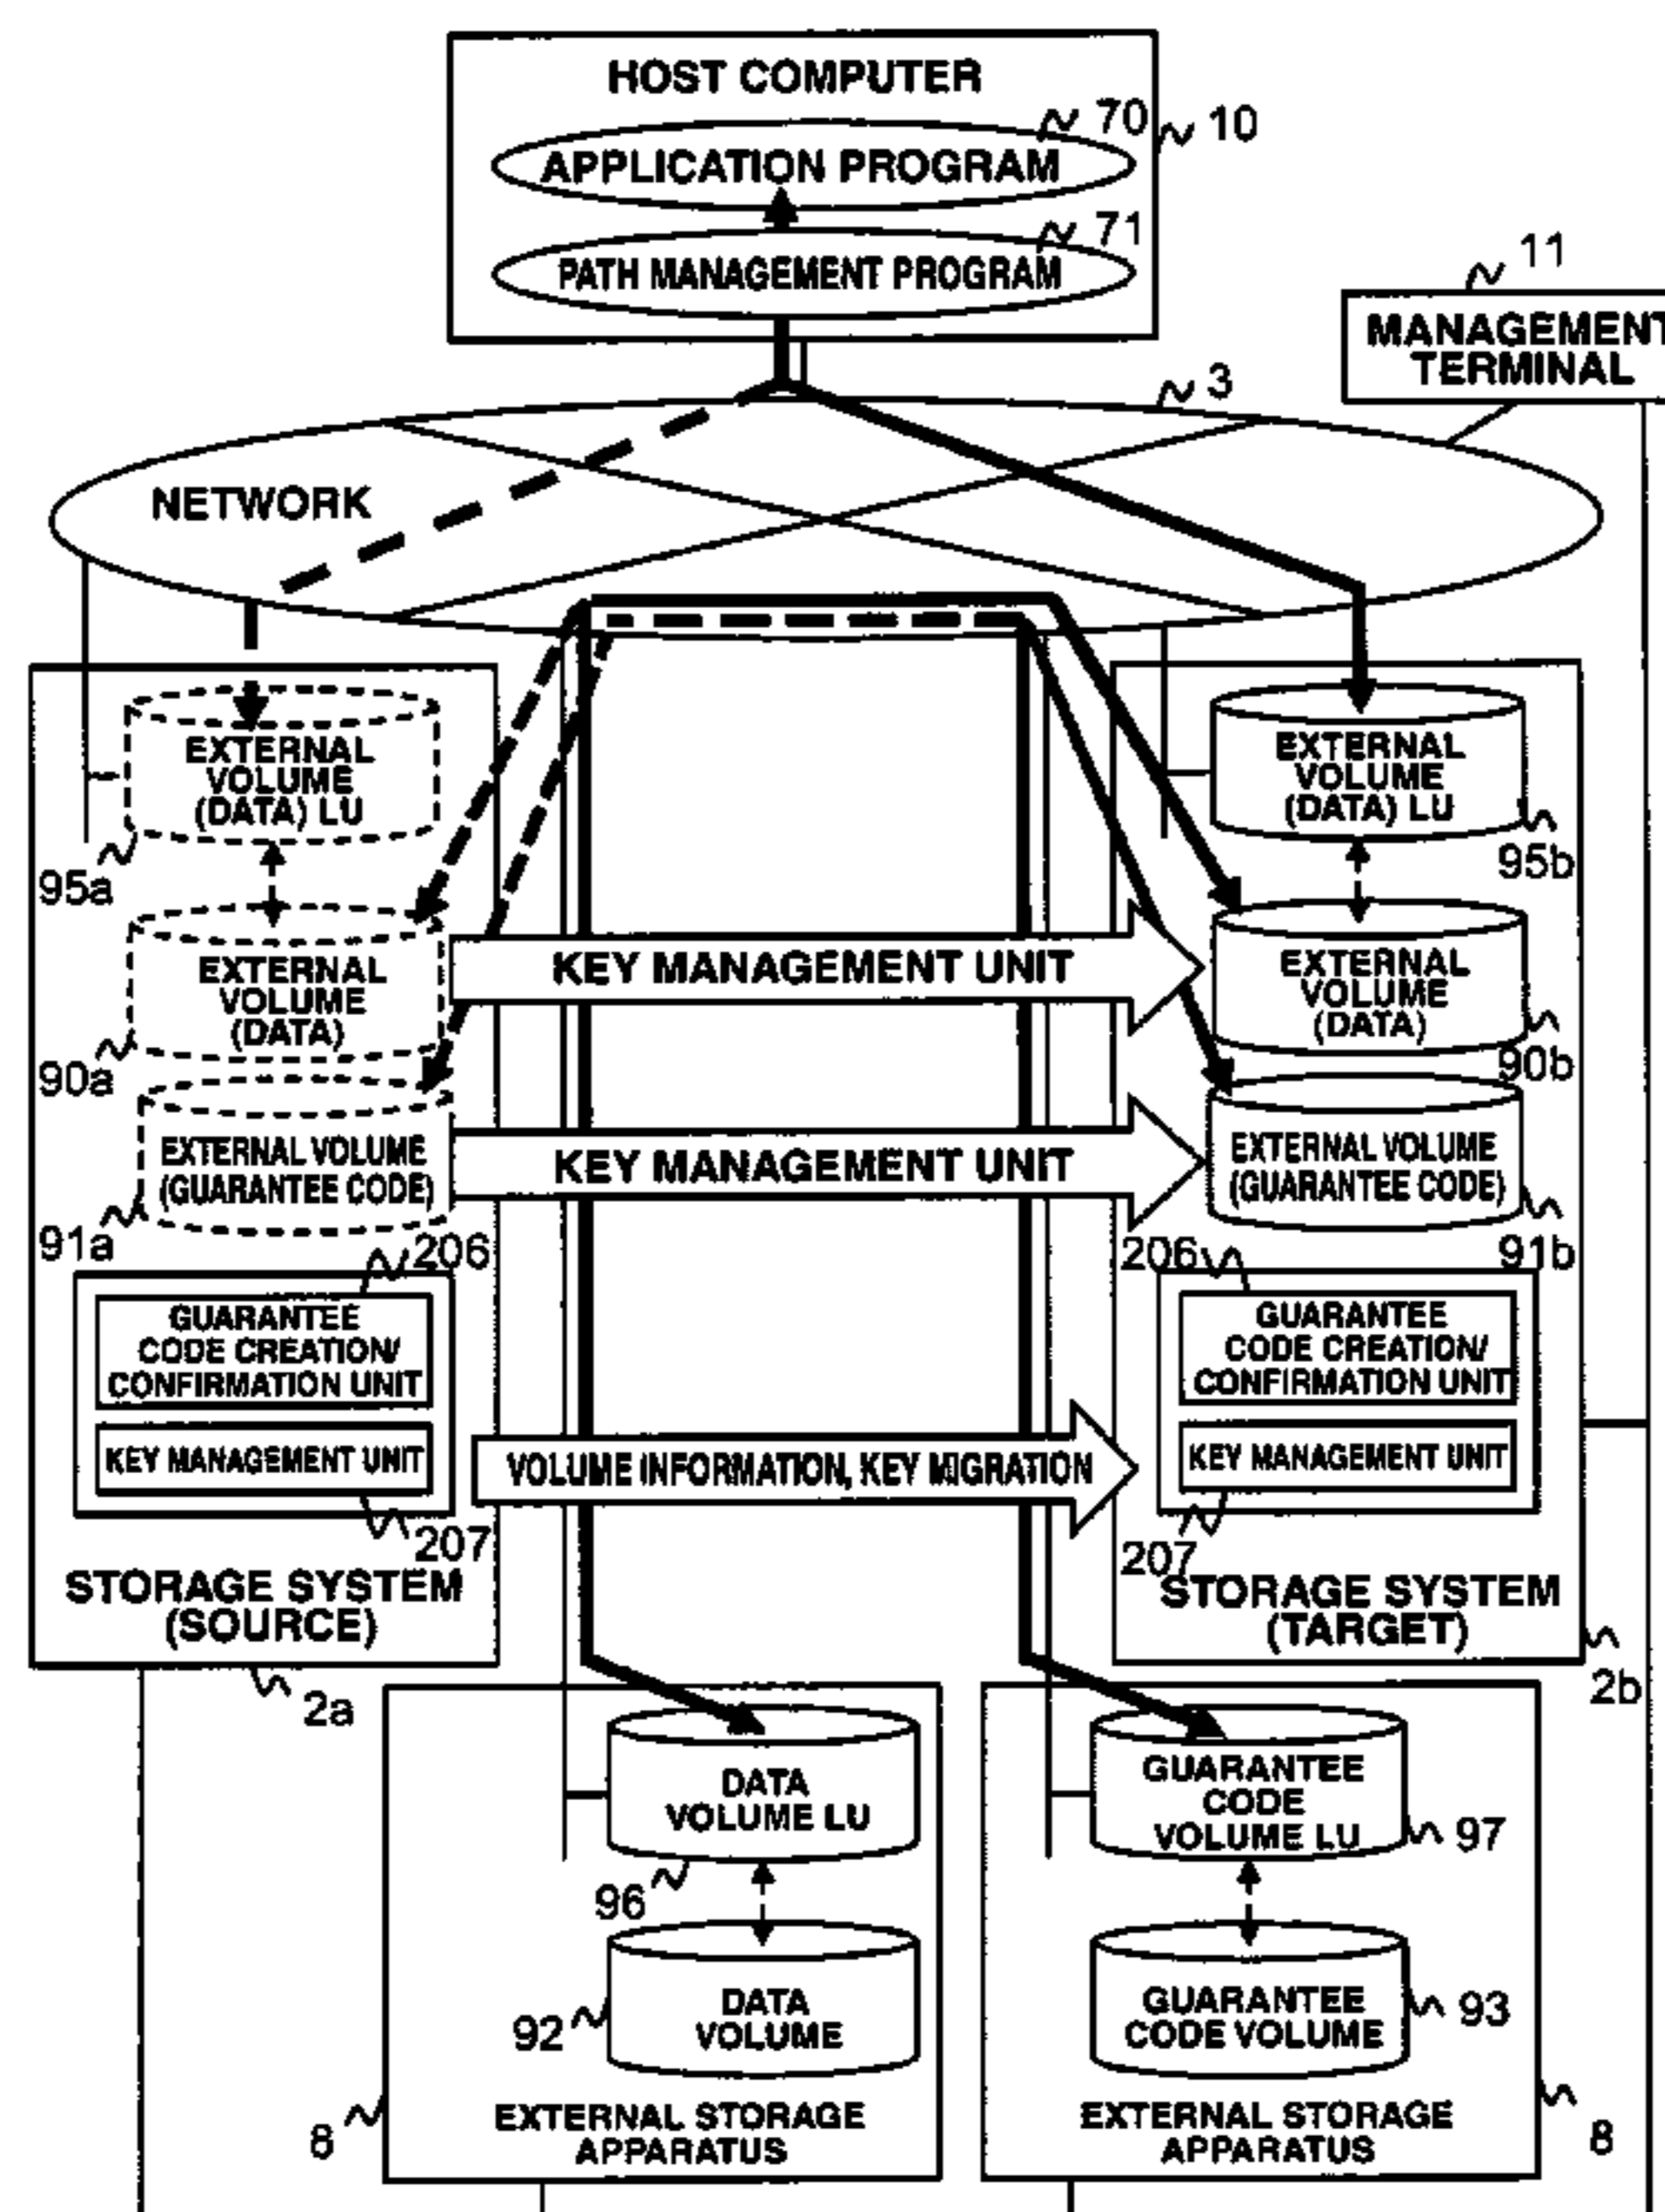 HOST COMPUTER
70
10
APPLICATION PROGRAM
71
PATH MANAGEMENT PROGRAM
11
MANAGEMENT
TERMINAL
3
NETWORK
EXTERNAL
VOLUME
(DATA) LU
95a
EXTERNAL
VOLUME
(DATA) LU
95b
EXTERNAL
VOLUME
(DATA)
90a
KEY MANAGEMENT UNIT
EXTERNAL
VOLUME
(DATA)
90b
EXTERNAL VOLUME
(GUARANTEE CODE)
91a
KEY MANAGEMENT UNIT
EXTERNAL VOLUME
(GUARANTEE CODE)
91b
206
GUARANTEE
CODE CREATION/
CONFIRMATION UNIT
KEY MANAGEMENT UNIT
207
STORAGE SYSTEM
(SOURCE)
2a
VOLUME INFORMATION, KEY MIGRATION
206
GUARANTEE
CODE CREATION/
CONFIRMATION UNIT
KEY MANAGEMENT UNIT
207
STORAGE SYSTEM
(TARGET)
2b
DATA
VOLUME LU
96
DATA
VOLUME
92
EXTERNAL STORAGE
APPARATUS
8
GUARANTEE
CODE
VOLUME LU
97
GUARANTEE
CODE VOLUME
93
EXTERNAL STORAGE
APPARATUS
8